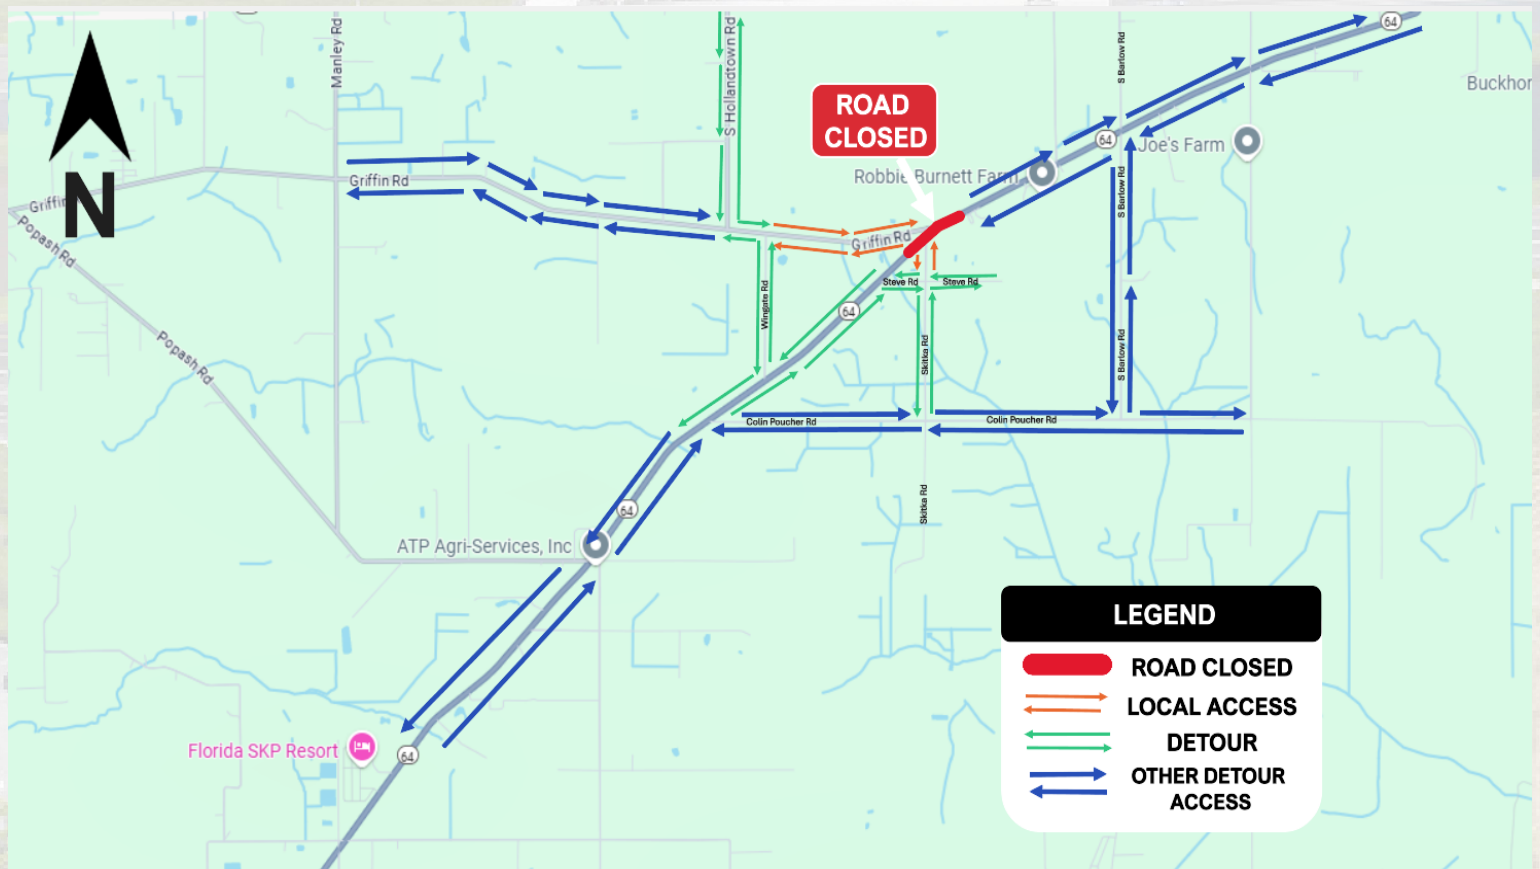 Manley Rd
S Hollandtown Rd
S Barlow Rd
64
Buckhor
ROAD
CLOSED
64
Joe's Farm
Robbie Burnett Farm
N
Griffin Rd
Griffin
S Barlow Rd
Popash Rd
Griffin Rd
Steve Rd
Steve Rd
Wingate Rd
64
Popash Rd
Skitka Rd
S Barlow Rd
Colin Poucher Rd
Colin Poucher Rd
Skitka Rd
64
ATP Agri-Services, Inc
LEGEND
ROAD CLOSED
LOCAL ACCESS
DETOUR
OTHER DETOUR
ACCESS
Florida SKP Resort
64